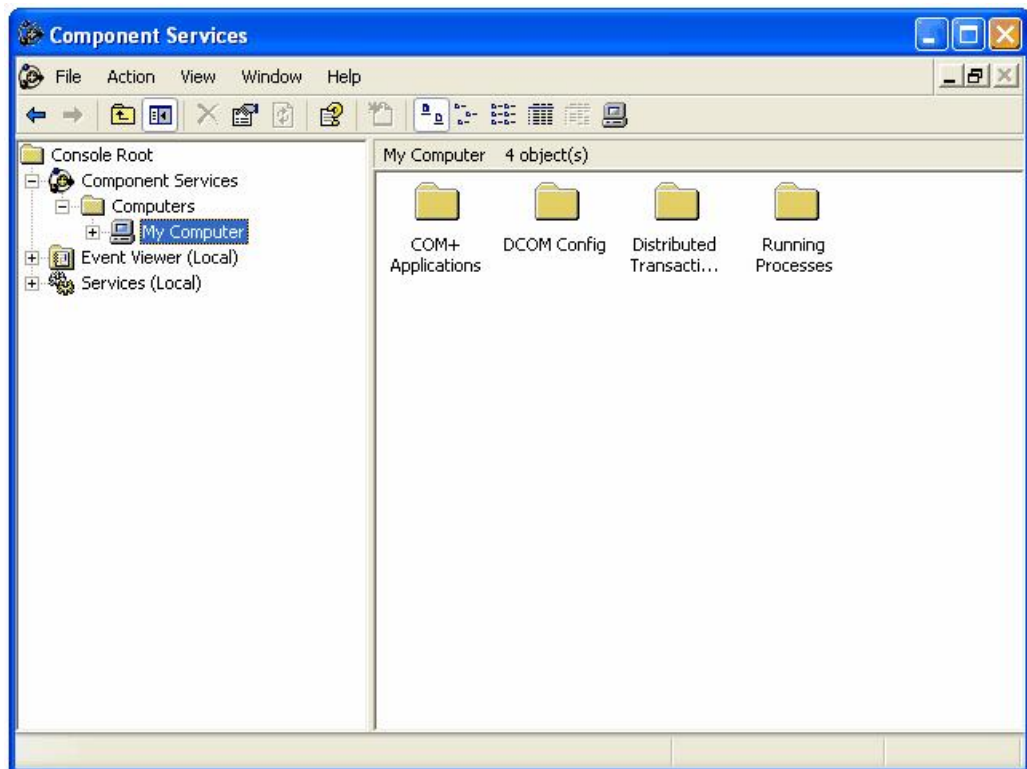 Component Services
File Action View Window Help
Console Root
Component Services
Computers
My Computer
Event Viewer (Local)
Services (Local)
My Computer 4 object(s)
COM+
Applications
DCOM Config
Distributed
Transacti...
Running
Processes